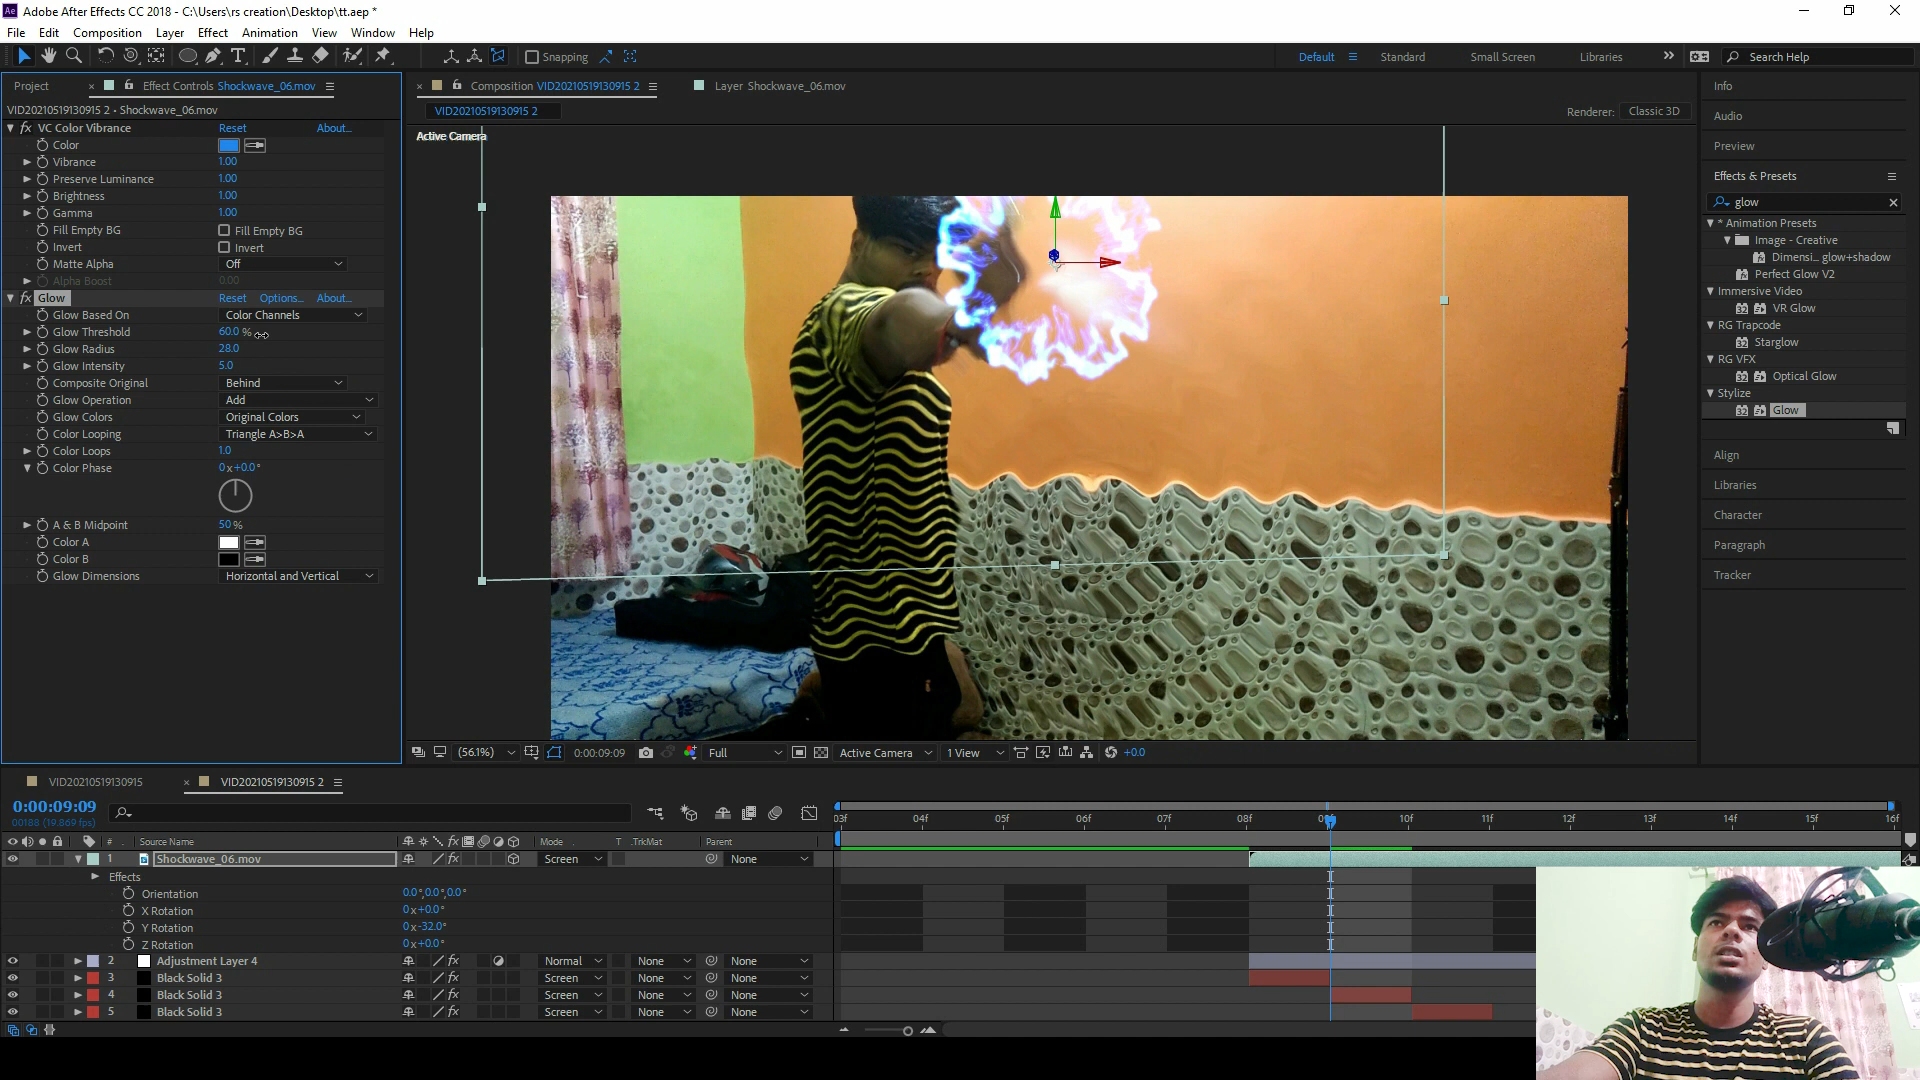 Adobe After Effects CC 2018 - C:\Users\rs creation\Desktop\tt.aep *
File Edit Composition Layer Effect Animation View Window Help
Snapping Default Standard Small Screen Libraries Search Help
Project Effect Controls Shockwave_06.mov
Composition VID20210519130915 2 Layer Shockwave_06.mov
VID20210519130915 2 • Shockwave_06.mov
VID20210519130915 2 Renderer: Classic 3D
Active Camera
VC Color Vibrance Reset About...
Color
Vibrance 1.00
Preserve Luminance 1.00
Brightness 1.00
Gamma 1.00
Fill Empty BG Fill Empty BG
Invert Invert
Matte Alpha Off
Alpha Boost 0.00
Glow Reset Options... About...
Glow Based On Color Channels
Glow Threshold 60.0 %
Glow Radius 28.0
Glow Intensity 5.0
Composite Original Behind
Glow Operation Add
Glow Colors Original Colors
Color Looping Triangle A>B>A
Color Loops 1.0
Color Phase 0 x +0.0 °
A & B Midpoint 50 %
Color A
Color B
Glow Dimensions Horizontal and Vertical
Info
Audio
Preview
Effects & Presets
glow
* Animation Presets
Image - Creative
Dimensi... glow+shadow
Perfect Glow V2
Immersive Video
VR Glow
RG Trapcode
Starglow
RG VFX
Optical Glow
Stylize
Glow
Align
Libraries
Character
Paragraph
Tracker
(56.1%) 0:00:09:09 Full Active Camera 1 View +0.0
VID20210519130915 VID20210519130915 2
0:00:09:09
00188 (19.869 fps)
03f 04f 05f 06f 07f 08f 10f 11f 12f 13f 14f 15f 16f
# Source Name Mode T .TrkMat Parent
1 Shockwave_06.mov Screen None
Effects
Orientation 0.0 °,0.0 °,0.0 °
X Rotation 0 x +0.0 °
Y Rotation 0 x -32.0 °
Z Rotation 0 x +0.0 °
2 Adjustment Layer 4 Normal None None
3 Black Solid 3 Screen None None
4 Black Solid 3 Screen None None
5 Black Solid 3 Screen None None